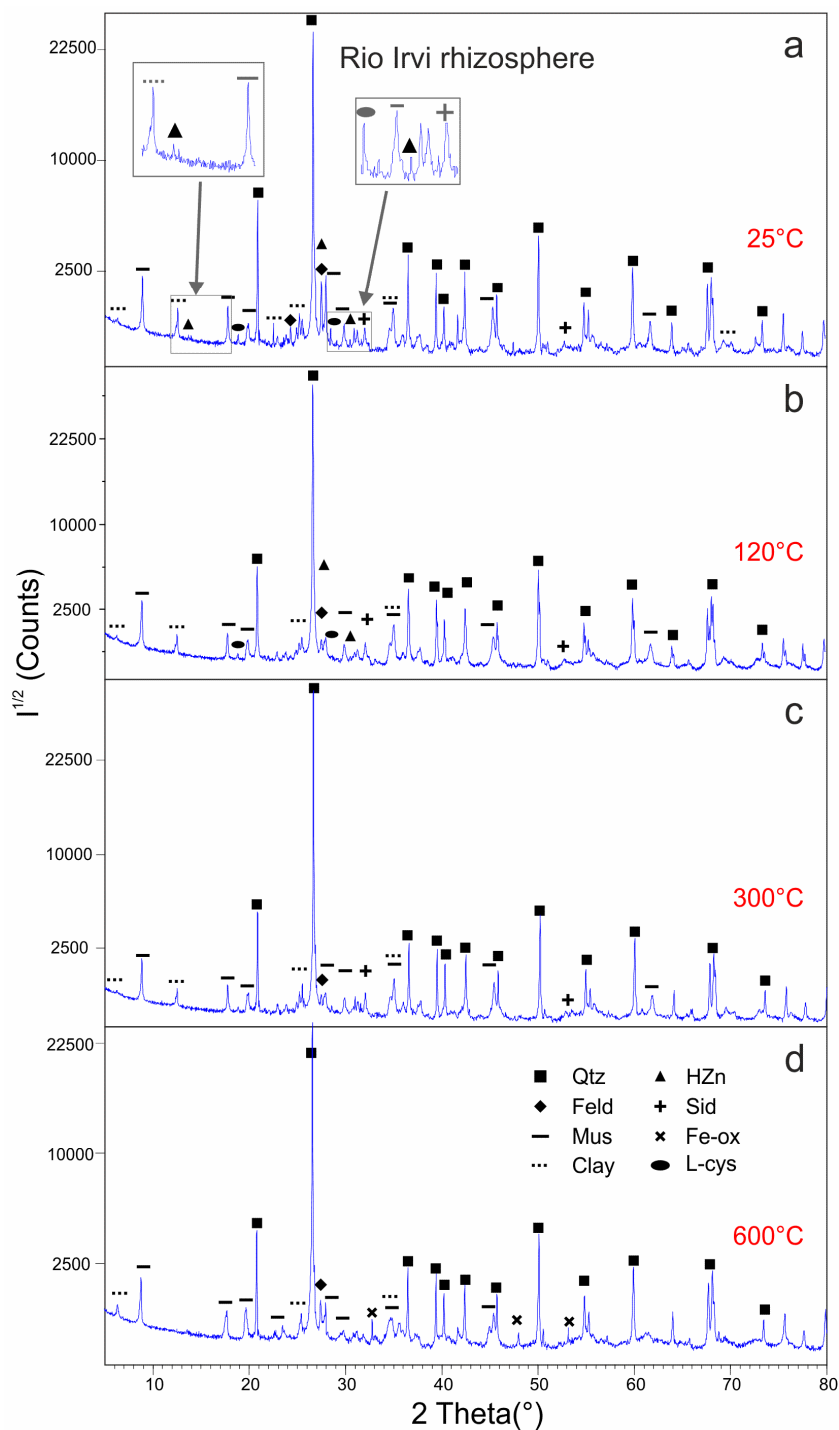 Rio Irvi rhizosphere
a
22500
10000
2500
25°C
b
22500
10000
2500
120°C
c
22500
10000
2500
300°C
d
22500
10000
2500
600°C
Qtz
HZn
Feld
Sid
Mus
Fe-ox
Clay
L-cys
I1/2 (Counts)
10 20 30 40 50 60 70 80
2 Theta(°)